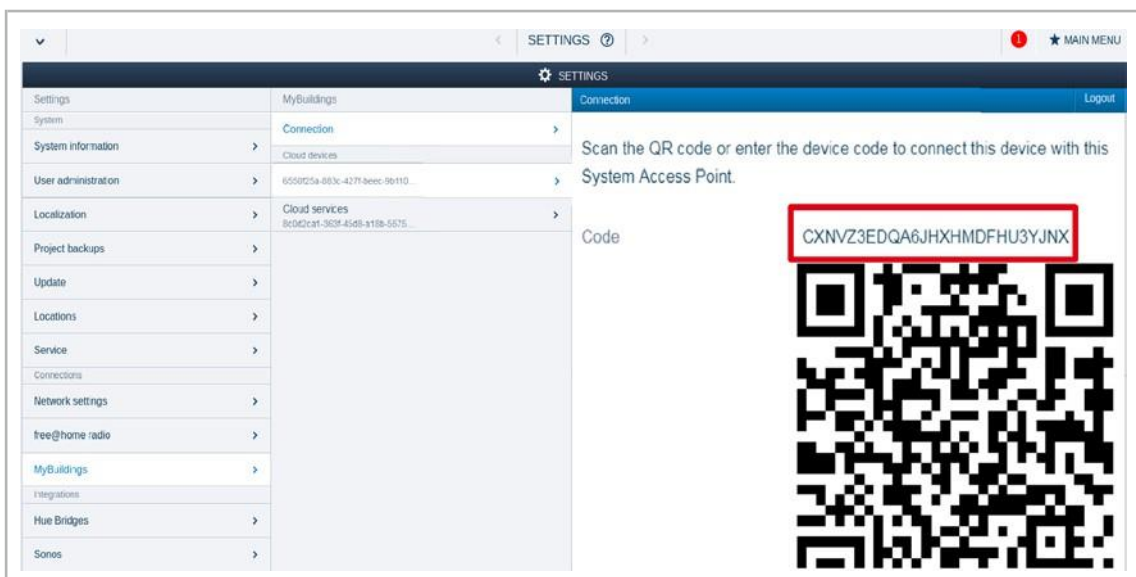 SETTINGS ?
1
MAIN MENU
SETTINGS
Settings
System
System information
User administration
Localization
Project backups
Update
Locations
Service
Connections
Network settings
free@home radio
MyBuildings
Integrations
Hue Bridges
Sonos
MyBuildings
Connection
Cloud devices
Cloud services
Connection
Logout
Scan the QR code or enter the device code to connect this device with this
System Access Point.
Code
CXNVZ3EDQA6JHXHMDFHU3YJNX